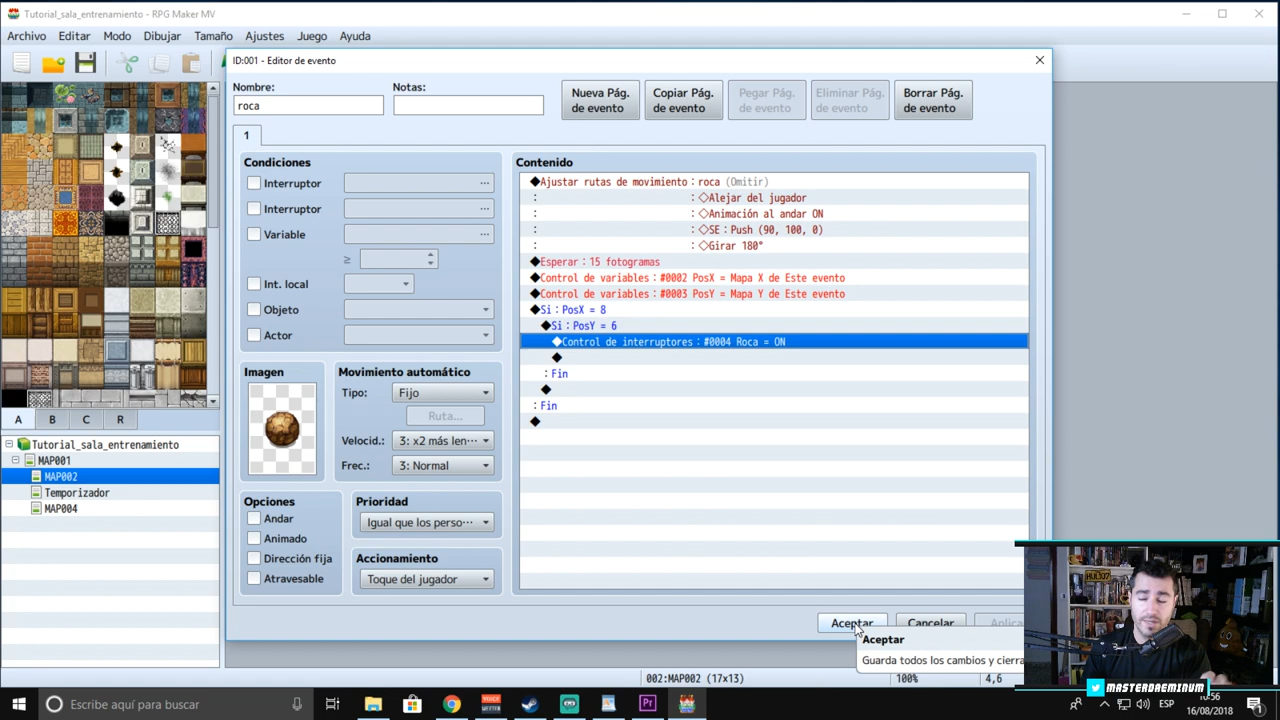 Tutorial_sala_entrenamiento - RPG Maker MV
Archivo Editar Modo Dibujar Tamaño Ajustes Juego Ayuda
ID:001 - Editor de evento
Nombre: Notas:
roca
Nueva Pág. de evento
Copiar Pág. de evento
Pegar Pág. de evento
Eliminar Pág. de evento
Borrar Pág. de evento
1
Condiciones
Interruptor ...
Interruptor ...
Variable ...
≥
Int. local
Objeto
Actor
Imagen
Movimiento automático
Tipo: Fijo
Ruta...
Velocid.: 3: x2 más len···
Frec.: 3: Normal
Opciones
Andar
Animado
Dirección fija
Atravesable
Prioridad
Igual que los perso···
Accionamiento
Toque del jugador
Contenido
◆Ajustar rutas de movimiento：roca (Omitir)
：　：◇Alejar del jugador
：　：◇Animación al andar ON
：　：◇SE：Push (90, 100, 0)
：　：◇Girar 180°
◆Esperar：15 fotogramas
◆Control de variables：#0002 PosX = Mapa X de Este evento
◆Control de variables：#0003 PosY = Mapa Y de Este evento
◆Si：PosX = 8
◆Si：PosY = 6
◆Control de interruptores：#0004 Roca = ON
◆
：Fin
◆
：Fin
◆
A B C R
Tutorial_sala_entrenamiento
MAP001
MAP002
Temporizador
MAP004
Aceptar Cancelar
Aceptar
Guarda todos los cambios y cierra
002:MAP002 (17x13) 100% 4,6
MASTERDAEMINUM
Escribe aquí para buscar
ESP
16/08/2018